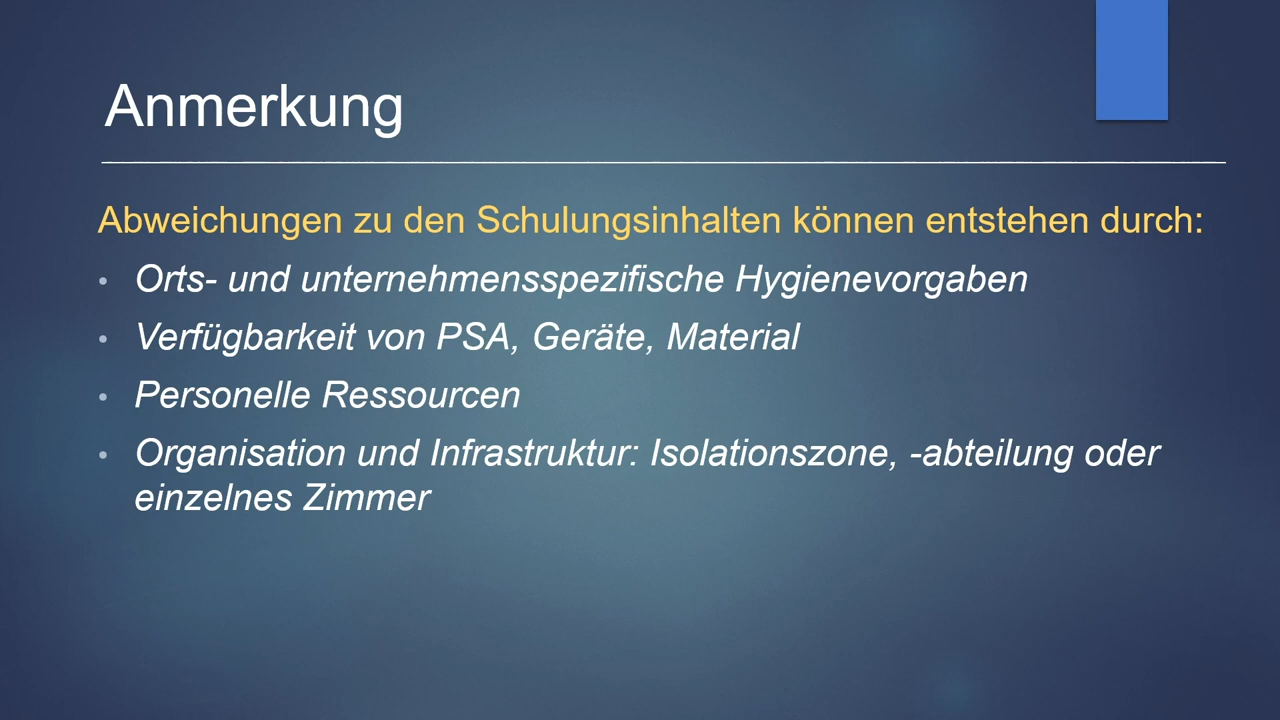 Anmerkung
Abweichungen zu den Schulungsinhalten können entstehen durch:
• Orts- und unternehmensspezifische Hygienevorgaben
• Verfügbarkeit von PSA, Geräte, Material
• Personelle Ressourcen
• Organisation und Infrastruktur: Isolationszone, -abteilung oder
einzelnes Zimmer